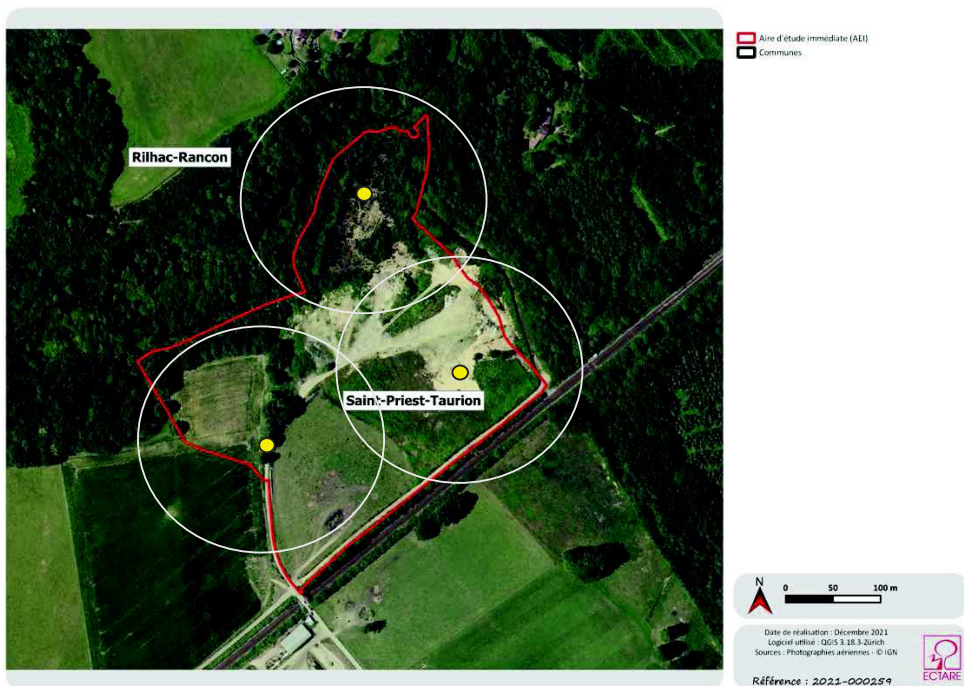 Aire d'étude immédiate (AEI)
Communes
Rilhac-Rancon
Saint-Priest-Taurion
N
0 50 100 m
Date de réalisation : Décembre 2021
Logiciel utilisé : QGIS 3.18.3-Zürich
Sources : Photographies aériennes - © IGN
Référence : 2021-000259
ECTARE